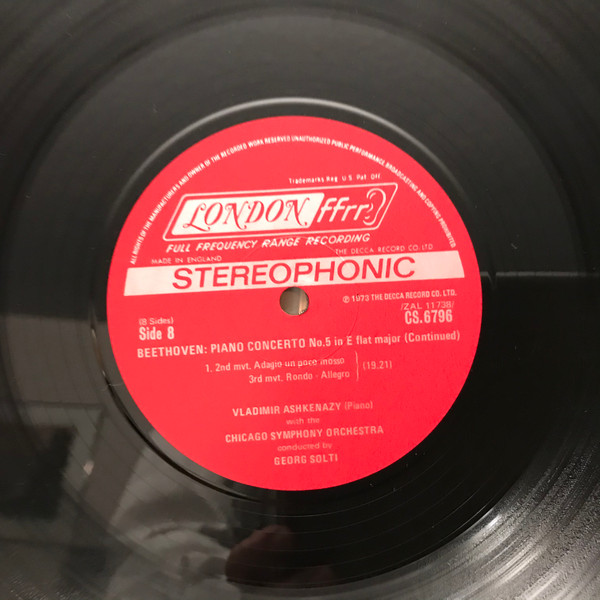 ALL RIGHTS OF THE MANUFACTURERS AND OWNER OF THE RECORDED WORK RESERVED UNAUTHORIZED PUBLIC PERFORMANCE, BROADCASTING AND COPYING PROHIBITED.
Trademarks Reg U.S. Pat Off
LONDON ffrr
FULL FREQUENCY RANGE RECORDING
MADE IN ENGLAND
THE DECCA RECORD CO. LTD.
STEREOPHONIC
℗ 1973 THE DECCA RECORD CO. LTD.
(8 Sides)
/ZAL 11738/
Side 8
CS.6796
BEETHOVEN: PIANO CONCERTO No.5 in E flat major (Continued)
1. 2nd mvt. Adagio un poco mosso
3rd mvt. Rondo - Allegro
(19.21)
VLADIMIR ASHKENAZY (Piano)
with the
CHICAGO SYMPHONY ORCHESTRA
conducted by
GEORG SOLTI